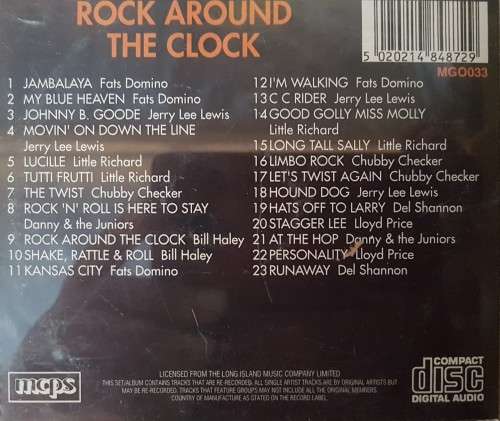 ROCK AROUND
THE CLOCK
5 020214 848729
MGO033
1 JAMBALAYA Fats Domino
2 MY BLUE HEAVEN Fats Domino
3 JOHNNY B. GOODE Jerry Lee Lewis
4 MOVIN' ON DOWN THE LINE
Jerry Lee Lewis
5 LUCILLE Little Richard
6 TUTTI FRUTTI Little Richard
7 THE TWIST Chubby Checker
8 ROCK 'N' ROLL IS HERE TO STAY
Danny & the Juniors
9 ROCK AROUND THE CLOCK Bill Haley
10 SHAKE, RATTLE & ROLL Bill Haley
11 KANSAS CITY Fats Domino
12 I'M WALKING Fats Domino
13 C C RIDER Jerry Lee Lewis
14 GOOD GOLLY MISS MOLLY
Little Richard
15 LONG TALL SALLY Little Richard
16 LIMBO ROCK Chubby Checker
17 LET'S TWIST AGAIN Chubby Checker
18 HOUND DOG Jerry Lee Lewis
19 HATS OFF TO LARRY Del Shannon
20 STAGGER LEE Lloyd Price
21 AT THE HOP Danny & the Juniors
22 PERSONALITY Lloyd Price
23 RUNAWAY Del Shannon
mcps
LICENSED FROM THE LONG ISLAND MUSIC COMPANY LIMITED
THIS SET/ALBUM CONTAINS TRACKS THAT ARE RE-RECORDED. ALL SINGLE ARTIST TRACKS ARE BY ORIGINAL ARTISTS BUT
MAY BE RE-RECORDED. TRACKS THAT FEATURE GROUPS MAY NOT INCLUDE ALL THE ORIGINAL MEMBERS.
COUNTRY OF MANUFACTURE AS STATED ON THE RECORD LABEL
COMPACT
disc
DIGITAL AUDIO